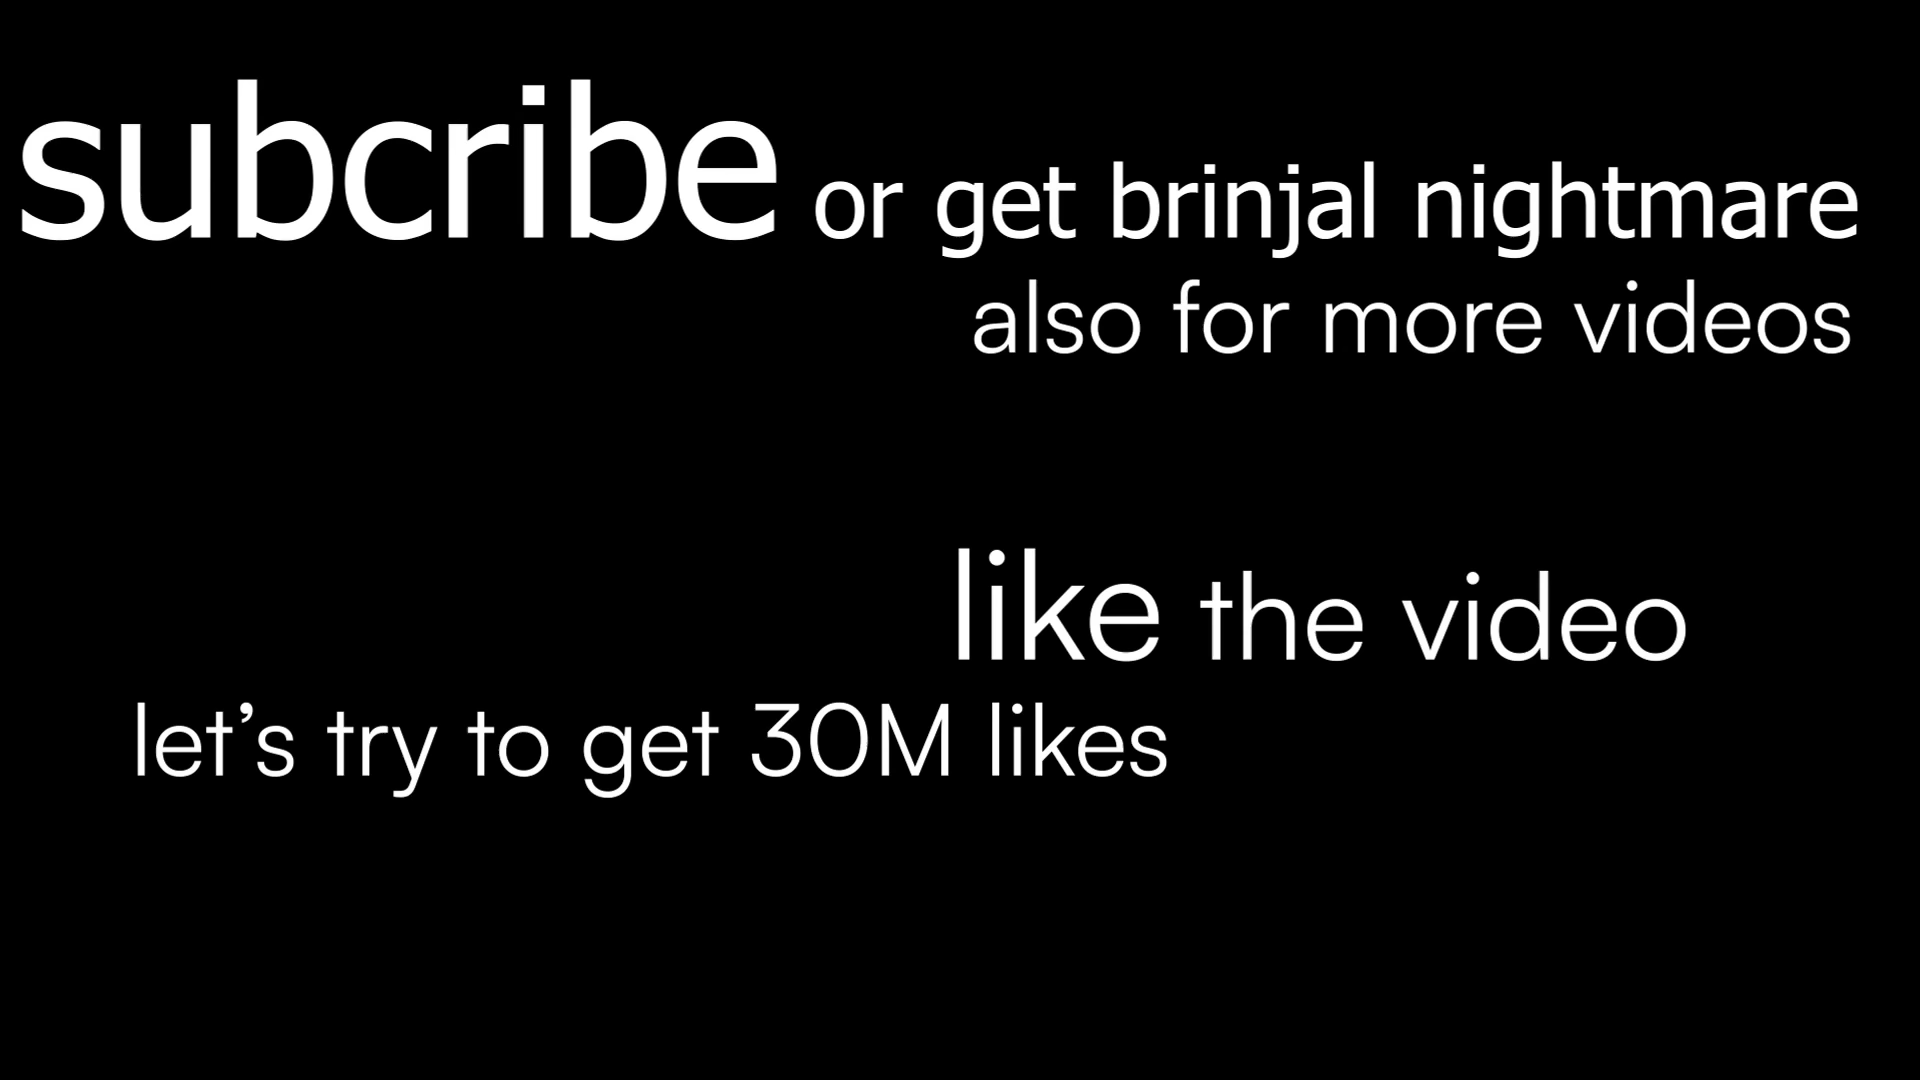 subcribe or get brinjal nightmare
also for more videos
like the video
let’s try to get 30M likes